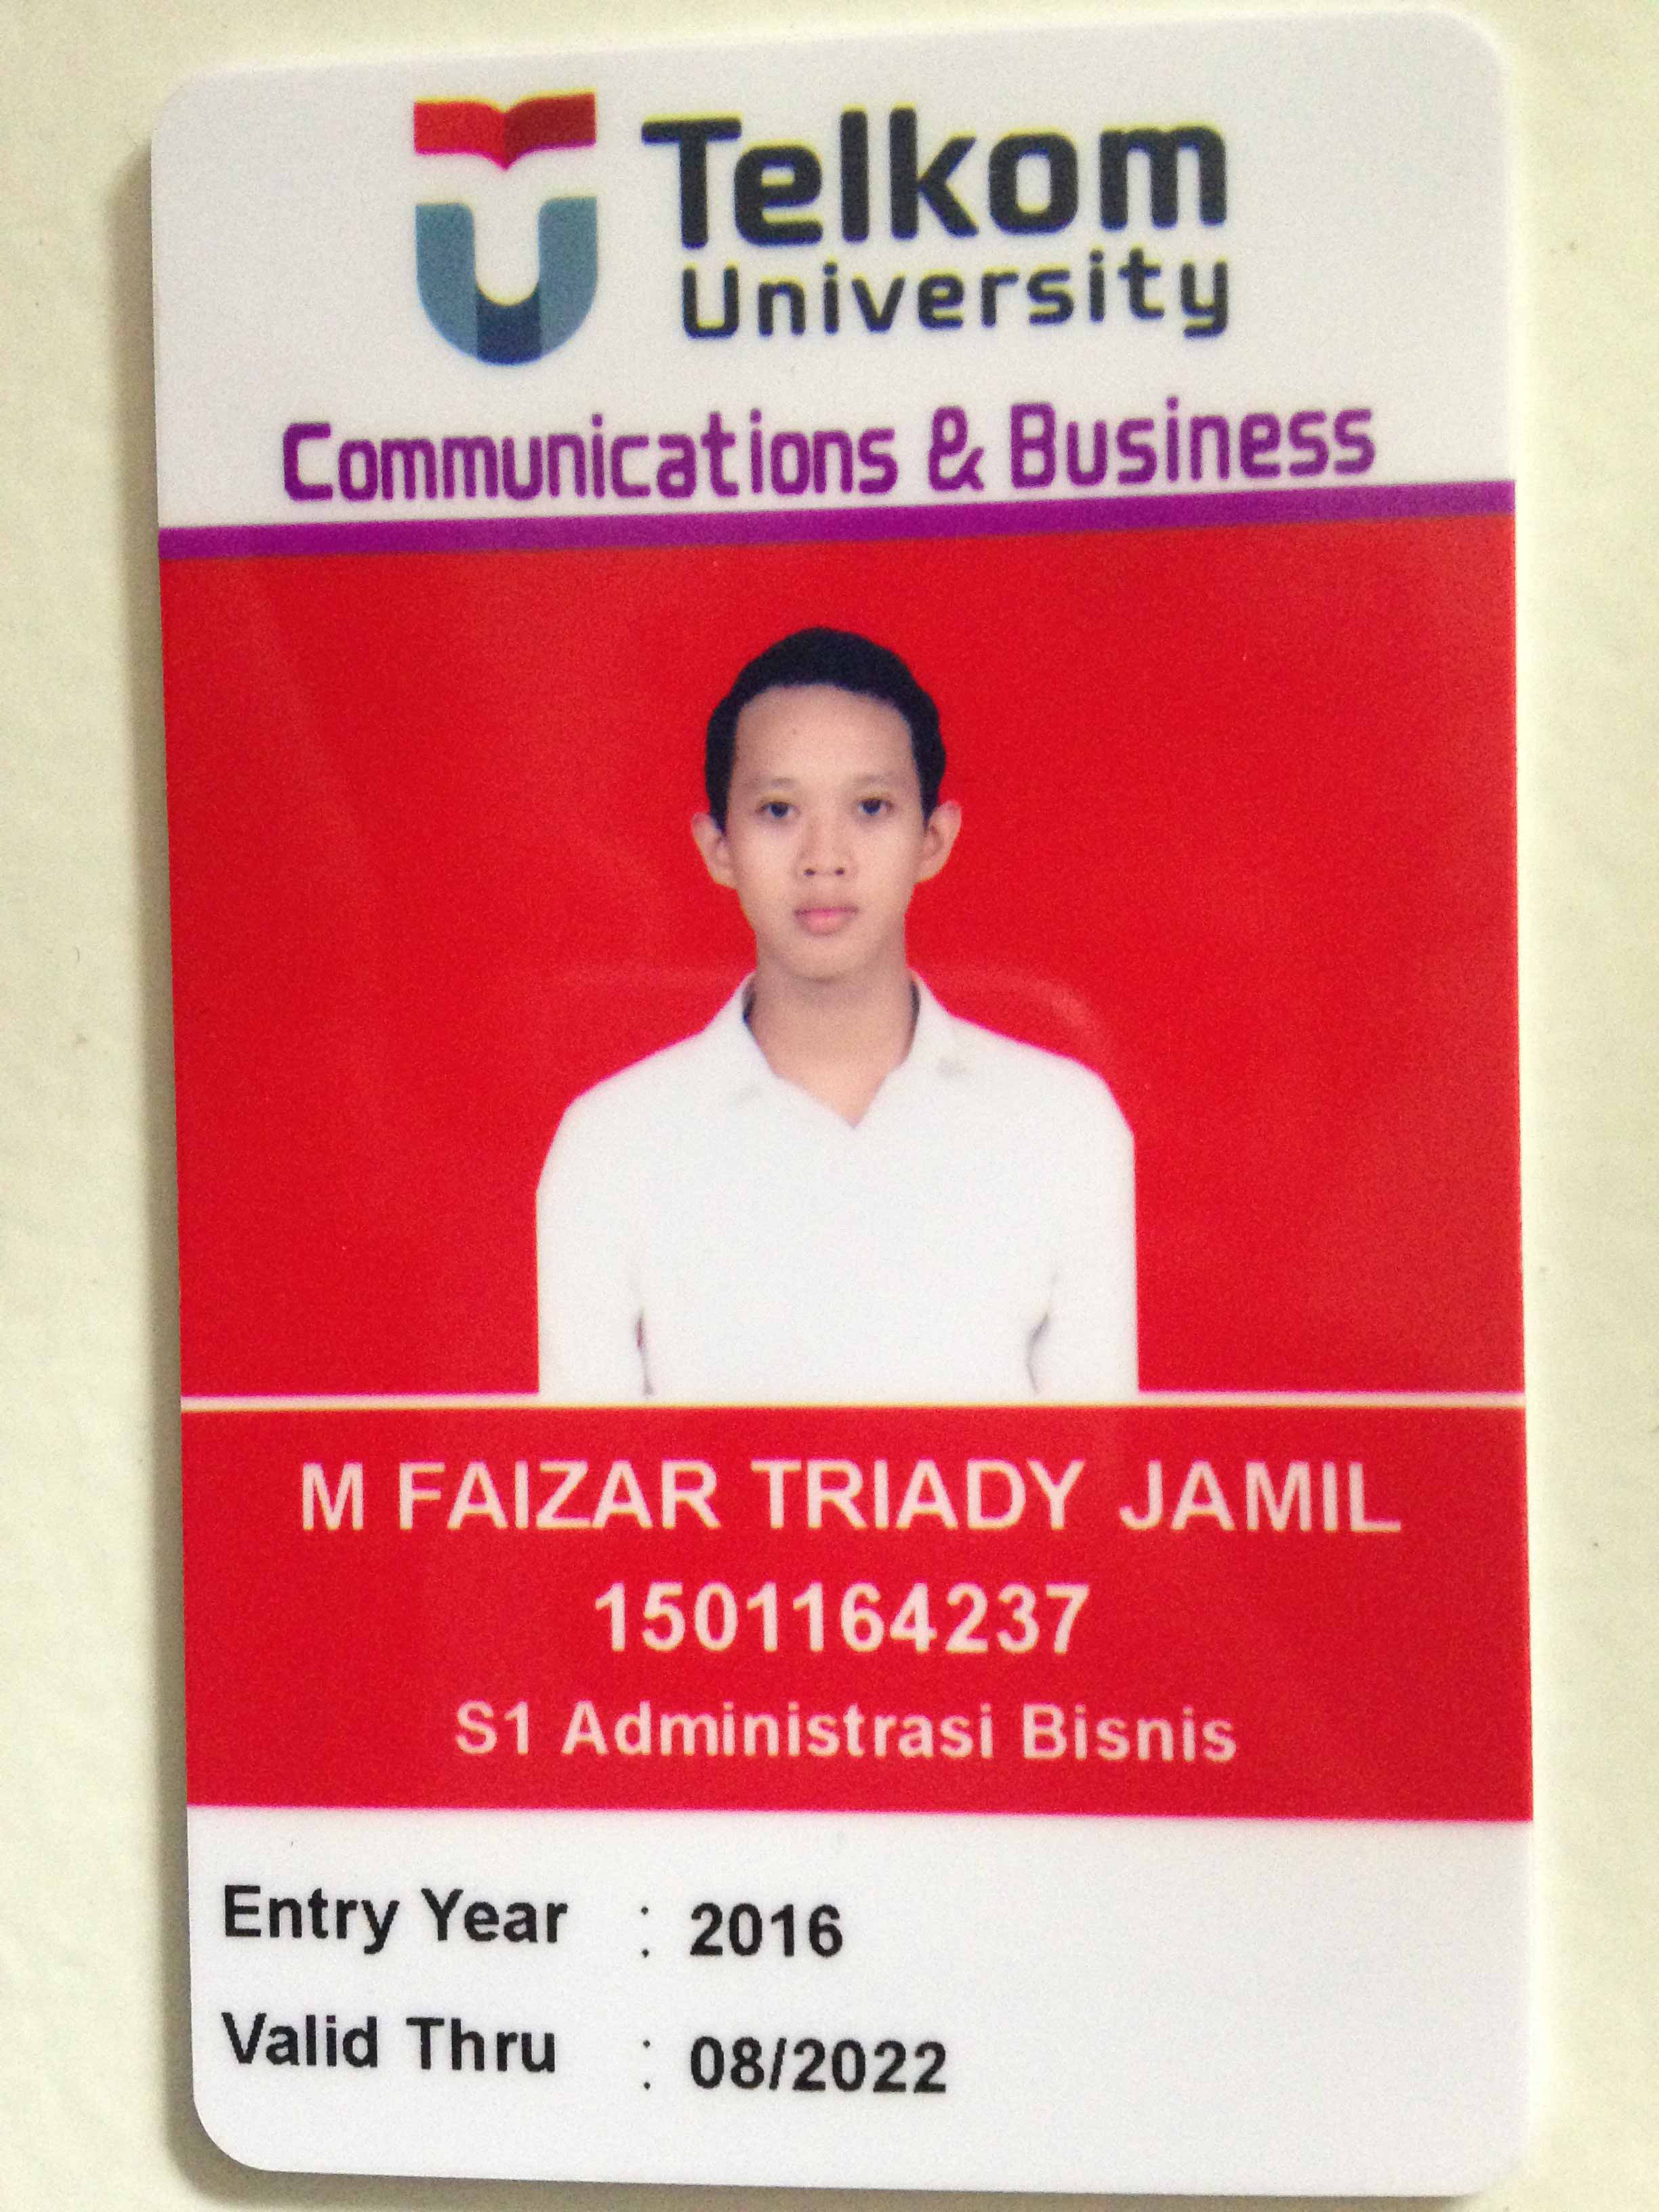 Telkom
University
Communications & Business
M FAIZAR TRIADY JAMIL
1501164237
S1 Administrasi Bisnis
Entry Year : 2016
Valid Thru : 08/2022